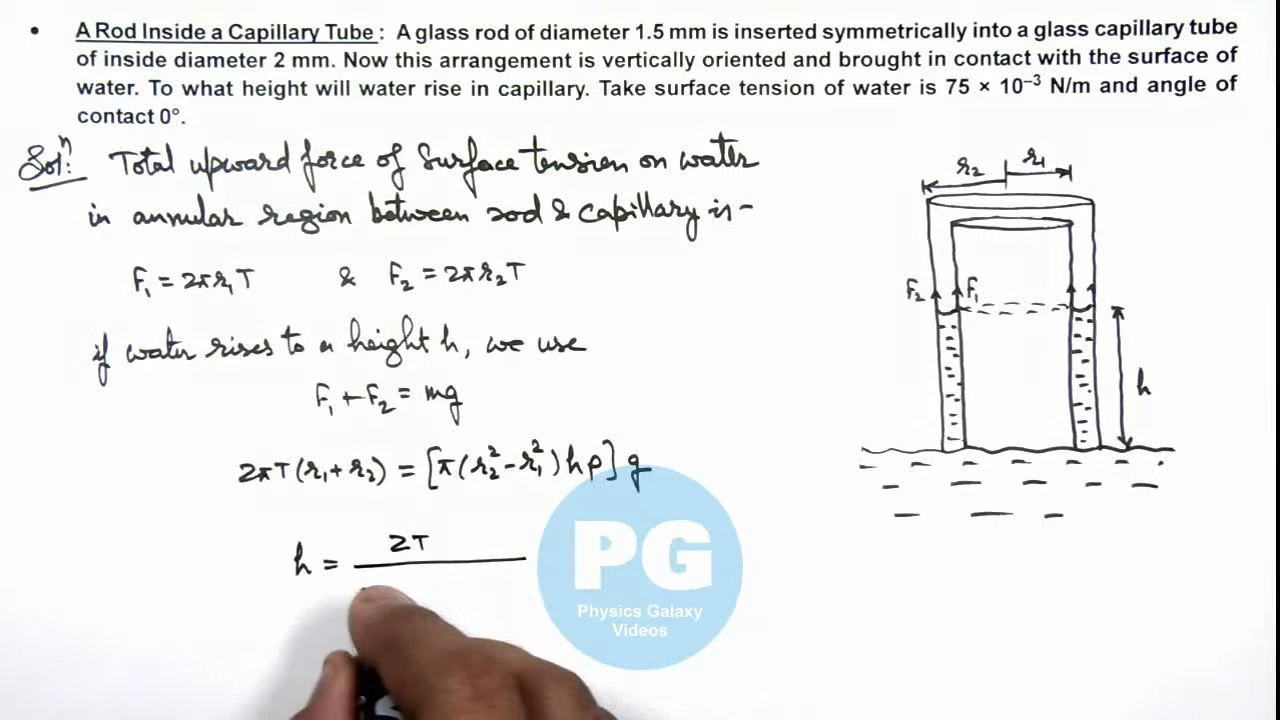 • A Rod Inside a Capillary Tube : A glass rod of diameter 1.5 mm is inserted symmetrically into a glass capillary tube
of inside diameter 2 mm. Now this arrangement is vertically oriented and brought in contact with the surface of
water. To what height will water rise in capillary. Take surface tension of water is 75 × 10⁻³ N/m and angle of
contact 0°.
Solⁿ: Total upward force of Surface tension on water
in annular region between rod & capillary is -
F₁ = 2πr₁T & F₂ = 2πr₂T
if water rises to a height h, we use
F₁ + F₂ = mg
2πT(r₁ + r₂) = [π(r₂² - r₁²) hρ] g
h = 2T
r₂ r₁
F₂ F₁
h
PG
Physics Galaxy
Videos